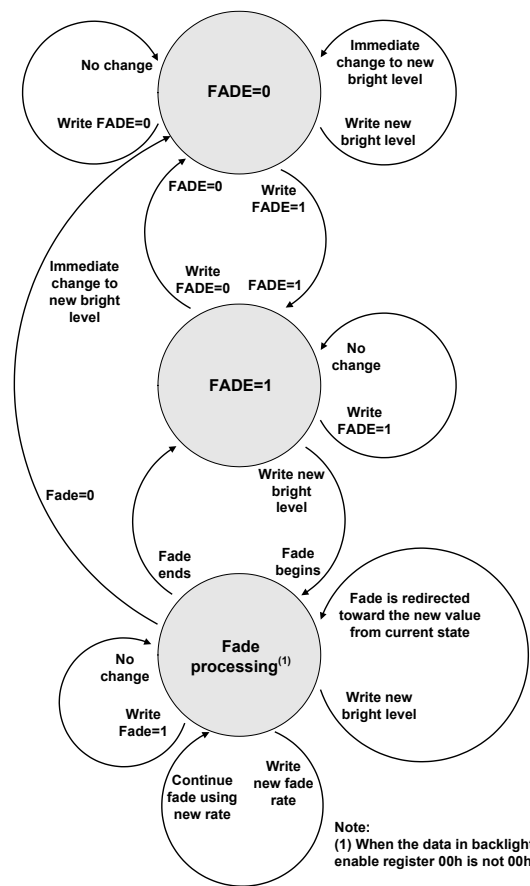 No change
Write FADE=0
FADE=0
Immediate
change to new
bright level
Write new
bright level
FADE=0
Write
FADE=1
Immediate
change to
new bright
level
Write
FADE=0
FADE=1
FADE=1
No
change
Write
FADE=1
Fade=0
Write new
bright
level
Fade
ends
Fade
begins
Fade
processing(1)
Fade is redirected
toward the new value
from current state
Write new
bright level
No
change
Write
Fade=1
Continue
fade using
new rate
Write
new fade
rate
Note:
(1) When the data in backlight
enable register 00h is not 00h